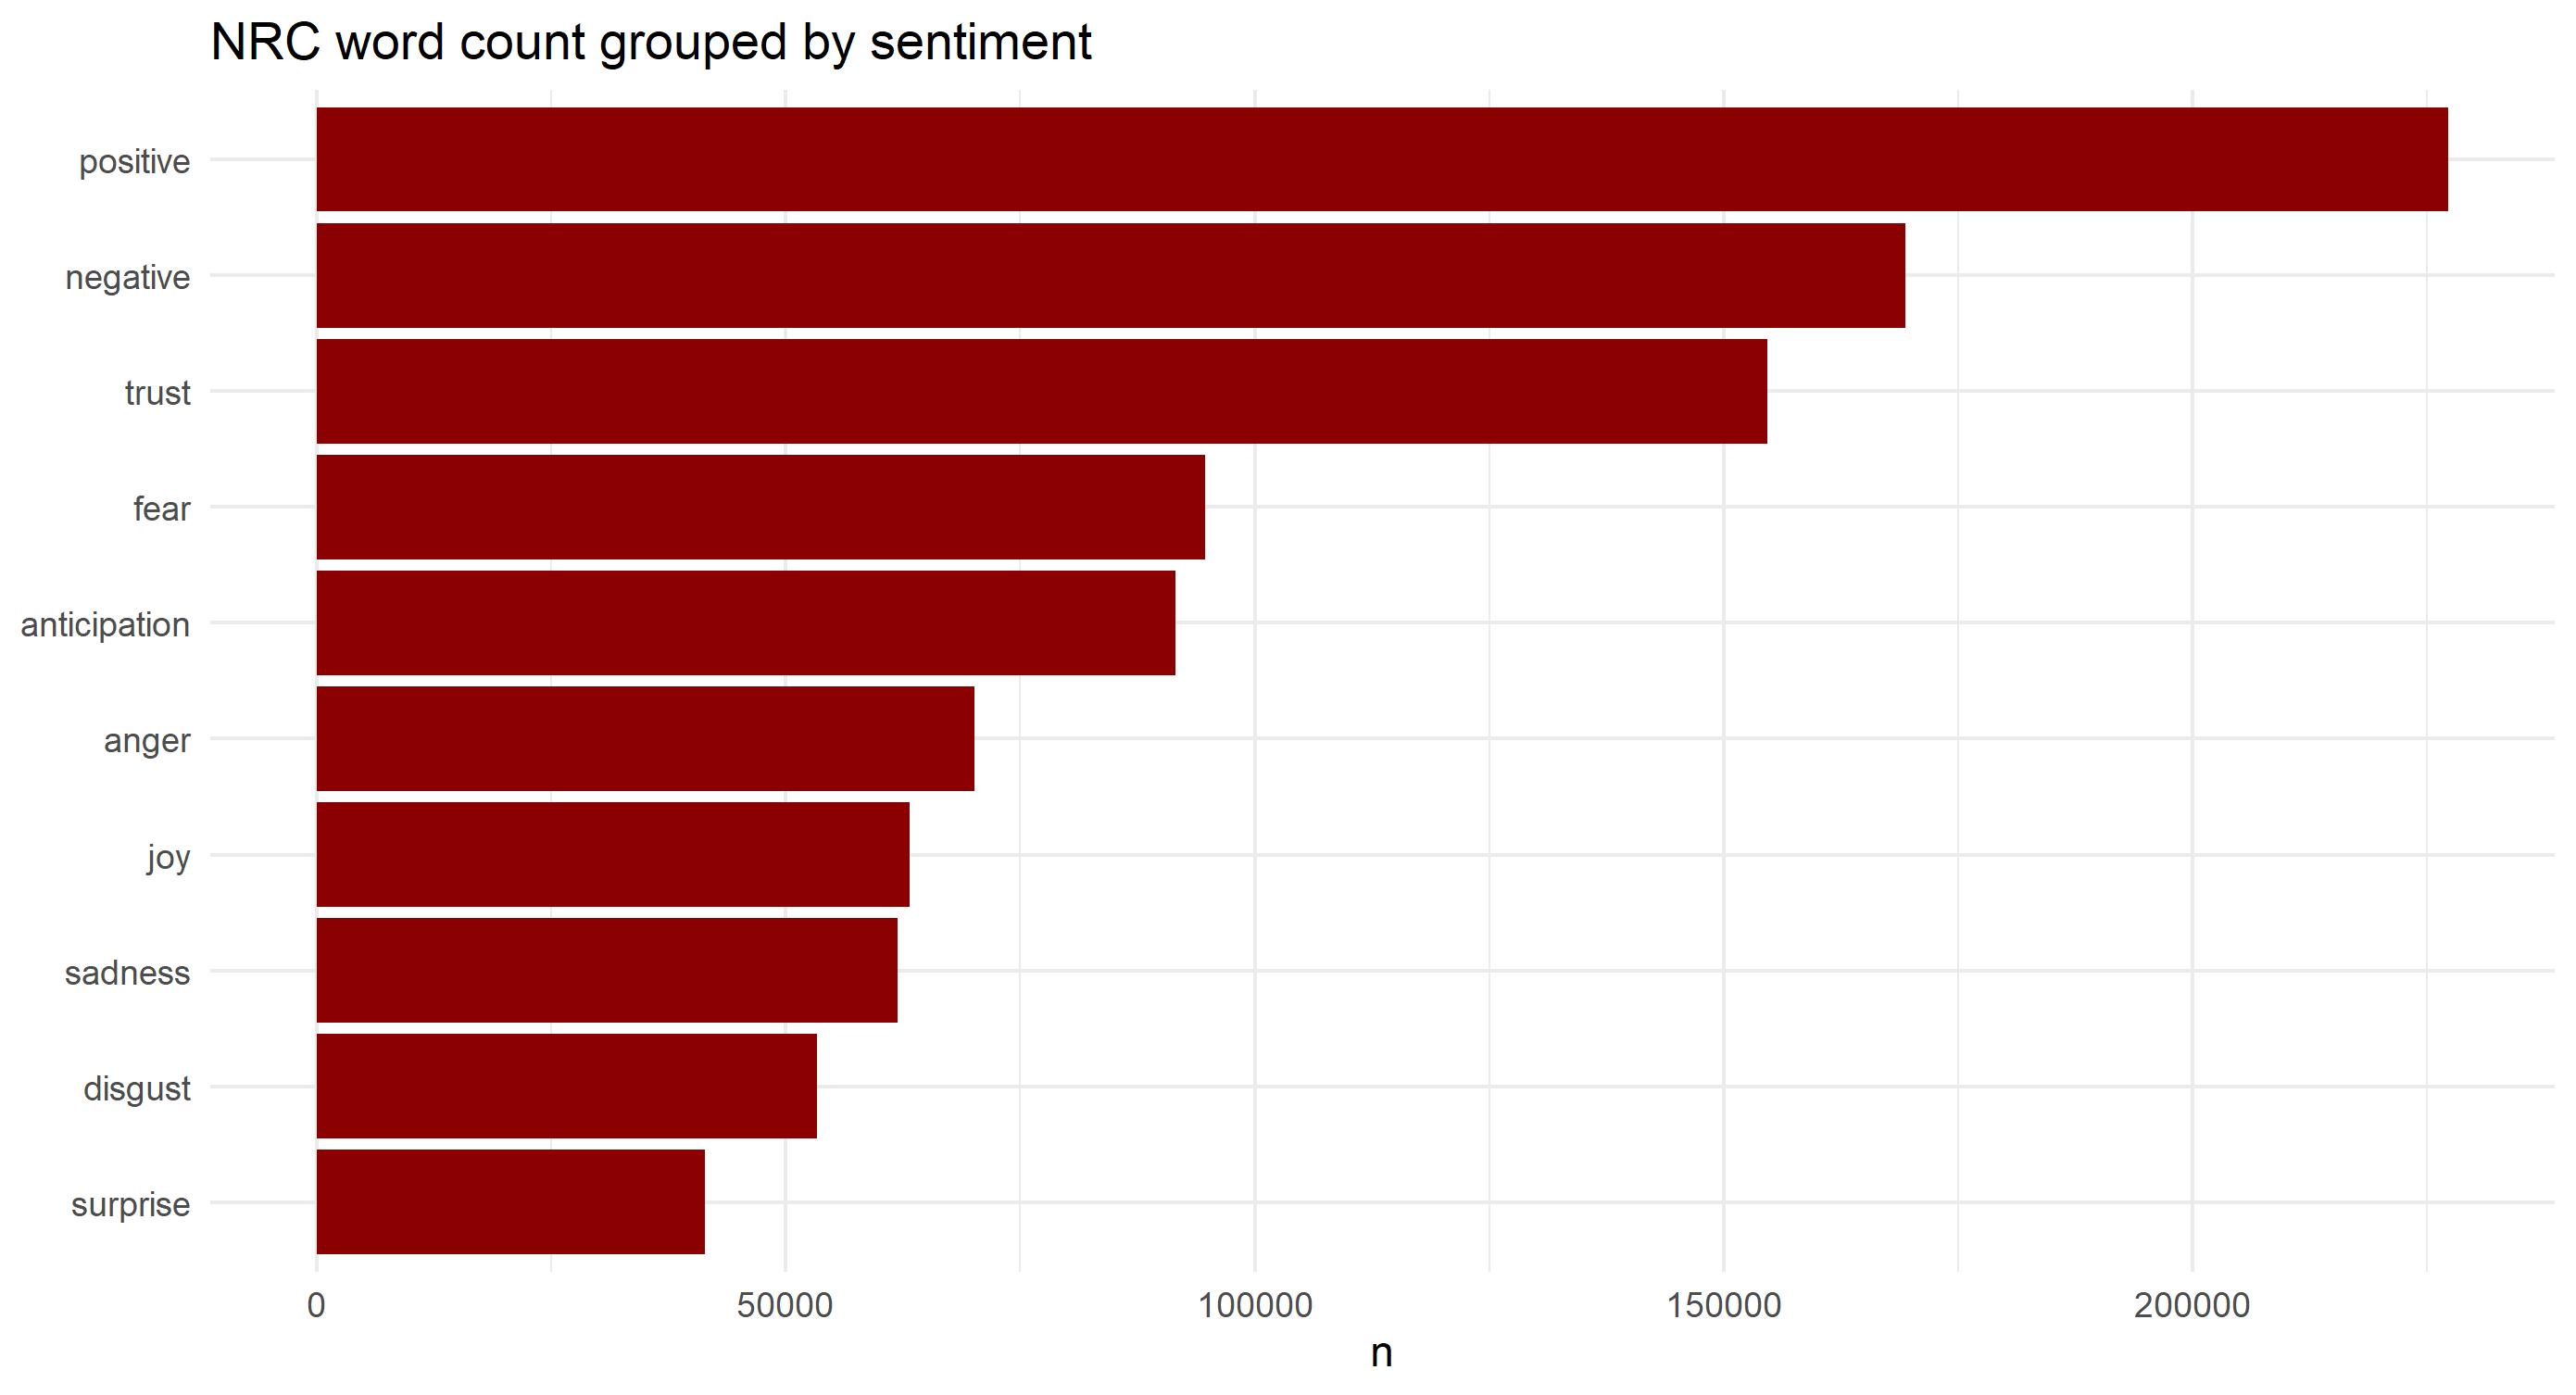 NRC word count grouped by sentiment
positive
negative
trust
fear
anticipation
anger
joy
sadness
disgust
surprise
0 50000 100000 150000 200000
n